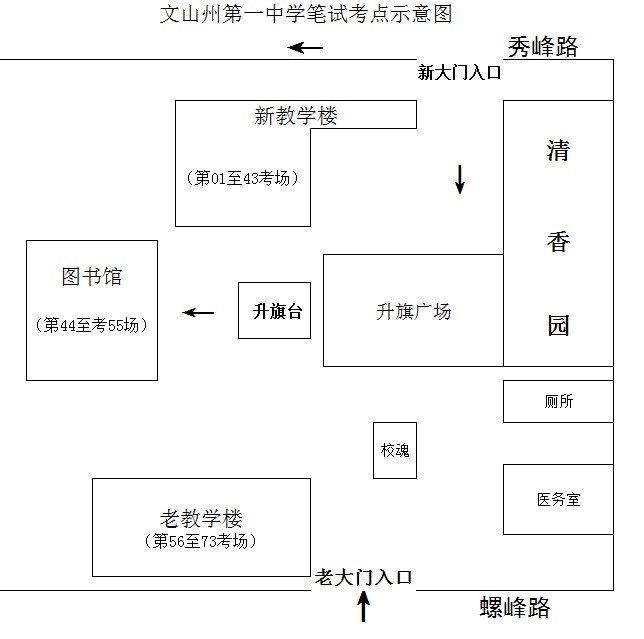 文山州第一中学笔试考点示意图
秀峰路
新大门入口
新教学楼
（第01至43考场）
清
香
园
图书馆
（第44至考55场）
升旗台
升旗广场
厕所
校魂
医务室
老教学楼
（第56至73考场）
老大门入口
螺峰路